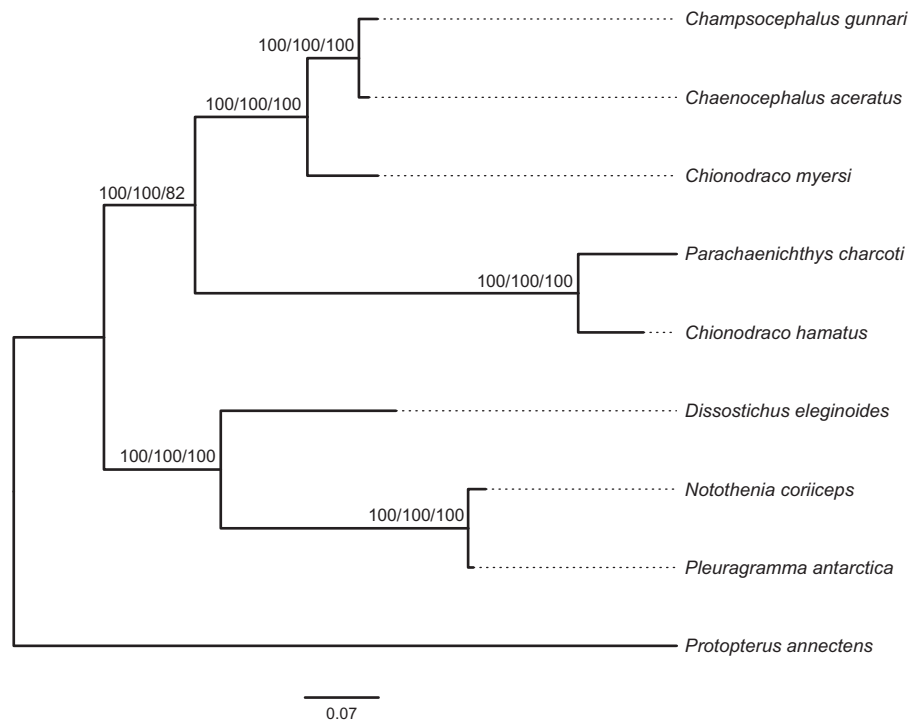 Champsocephalus gunnari
100/100/100
Chaenocephalus aceratus
100/100/100
Chionodraco myersi
100/100/82
Parachaenichthys charcoti
100/100/100
Chionodraco hamatus
Dissostichus eleginoides
100/100/100
Notothenia coriiceps
100/100/100
Pleuragramma antarctica
Protopterus annectens
0.07